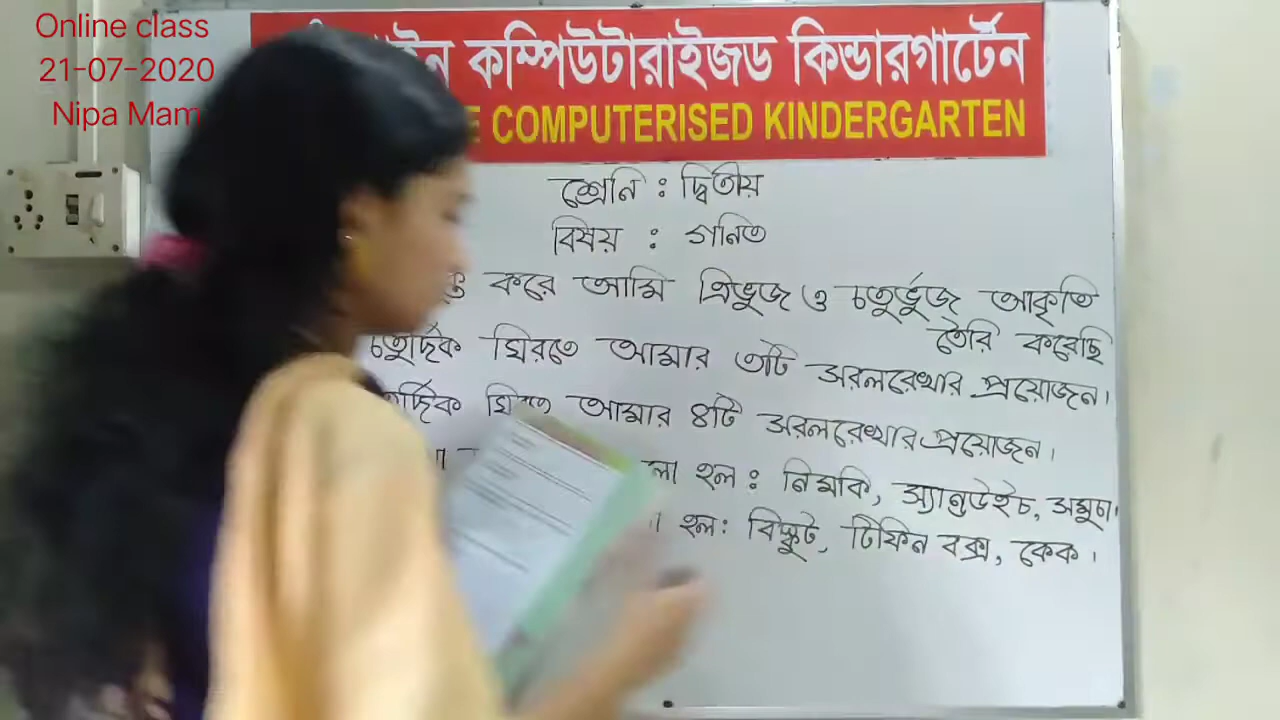 Online class
21-07-2020
Nipa Mam
কম্পিউটারাইজড কিন্ডারগার্টেন
COMPUTERISED KINDERGARTEN
শ্রেনি : দ্বিতীয়
বিষয় : গনিত
করে আমি ত্রিভুজ ও চতুর্ভুজ আকৃতি
তৈরি করেছি
চতুর্দিক ঘিরতে আমার ৩টি সরলরেখার প্রয়োজন।
ঘিরতে আমার ৪টি সরলরেখার প্রয়োজন।
হল : নিমকি, স্যান্ডউইচ, সমুচা।
হল: বিস্কুট, টিফিন বক্স, কেক।